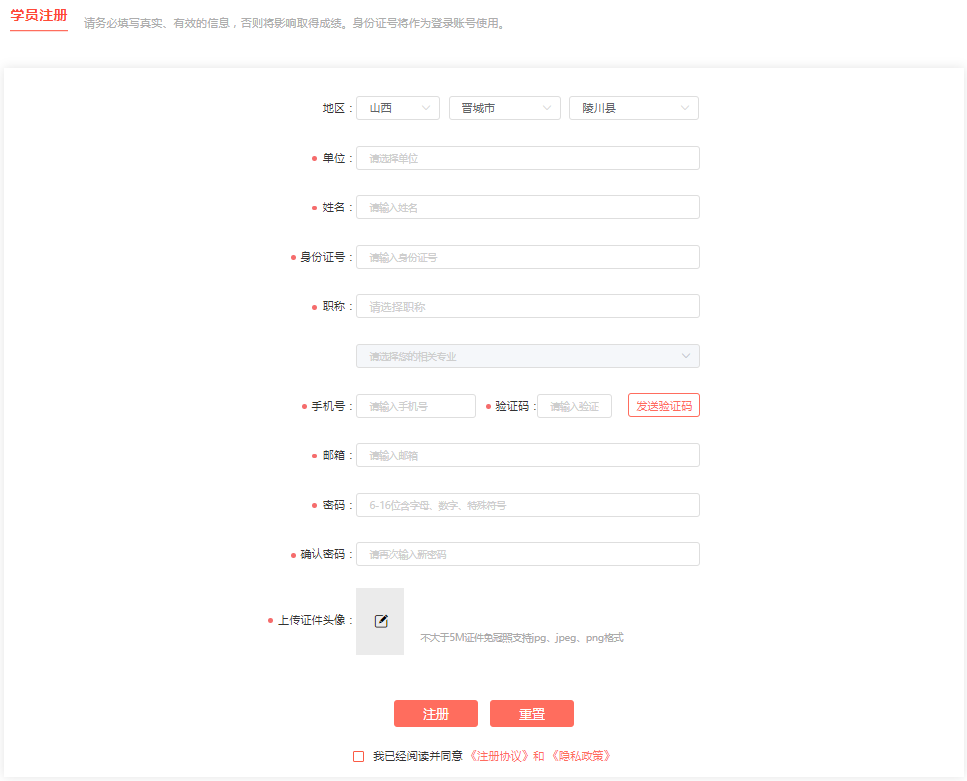 学员注册 请务必填写真实、有效的信息，否则将影响取得成绩。身份证号将作为登录账号使用。
地区： 山西 晋城市 陵川县
单位： 请选择单位
姓名： 请输入姓名
身份证号： 请输入身份证号
职称： 请选择职称
请选择您的相关专业
手机号： 请输入手机号 验证码： 请输入验证 发送验证码
邮箱： 请输入邮箱
密码： 6-16位含字母、数字、特殊符号
确认密码： 请再次输入新密码
上传证件头像： 不大于5M证件免冠照支持jpg、jpeg、png格式
注册 重置
我已经阅读并同意《注册协议》和《隐私政策》